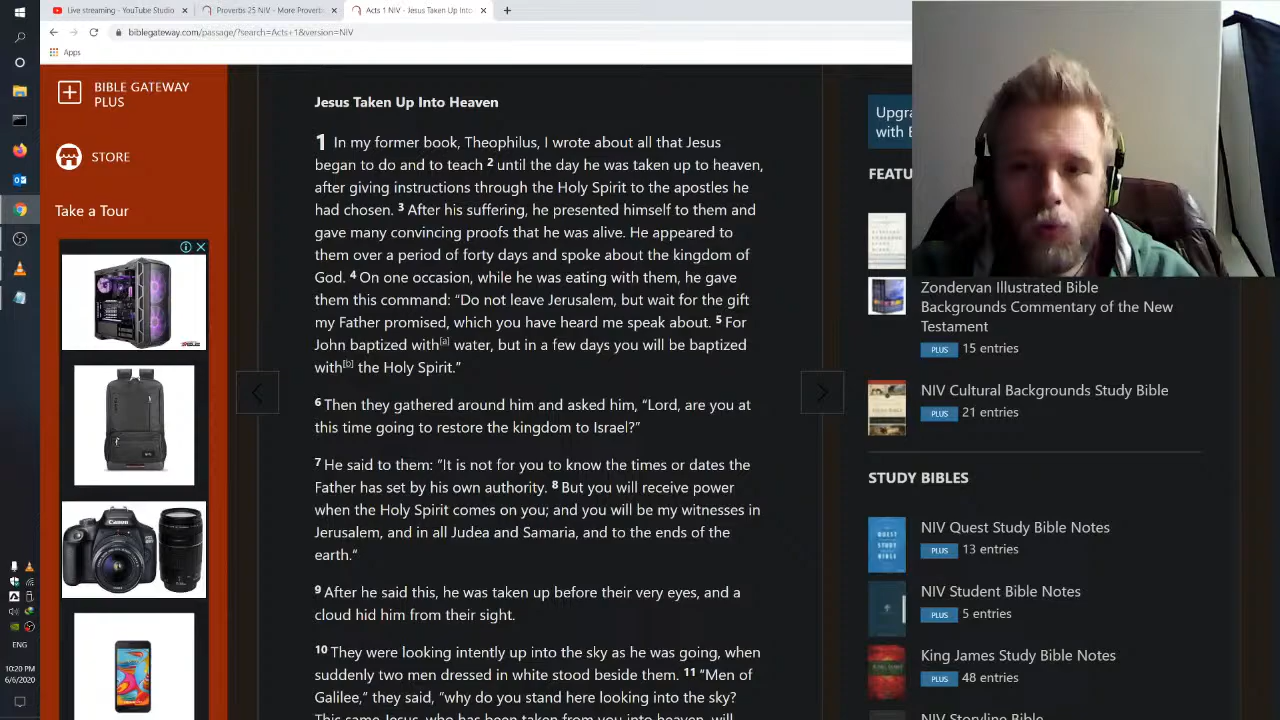 Live streaming - YouTube Studio
Proverbs 25 NIV - More Proverbs
Acts 1 NIV - Jesus Taken Up Into
biblegateway.com/passage/?search=Acts+1&version=NIV
Apps
BIBLE GATEWAY
PLUS
STORE
Take a Tour
Jesus Taken Up Into Heaven
1 In my former book, Theophilus, I wrote about all that Jesus
began to do and to teach 2 until the day he was taken up to heaven,
after giving instructions through the Holy Spirit to the apostles he
had chosen. 3 After his suffering, he presented himself to them and
gave many convincing proofs that he was alive. He appeared to
them over a period of forty days and spoke about the kingdom of
God. 4 On one occasion, while he was eating with them, he gave
them this command: “Do not leave Jerusalem, but wait for the gift
my Father promised, which you have heard me speak about. 5 For
John baptized with[a] water, but in a few days you will be baptized
with[b] the Holy Spirit.”
6 Then they gathered around him and asked him, “Lord, are you at
this time going to restore the kingdom to Israel?”
7 He said to them: “It is not for you to know the times or dates the
Father has set by his own authority. 8 But you will receive power
when the Holy Spirit comes on you; and you will be my witnesses in
Jerusalem, and in all Judea and Samaria, and to the ends of the
earth.”
9 After he said this, he was taken up before their very eyes, and a
cloud hid him from their sight.
10 They were looking intently up into the sky as he was going, when
suddenly two men dressed in white stood beside them. 11 “Men of
Galilee,” they said, “why do you stand here looking into the sky?
This same Jesus, who has been taken from you into heaven, will
Upgra
with B
FEATU
Zondervan Illustrated Bible
Backgrounds Commentary of the New
Testament
PLUS 15 entries
NIV Cultural Backgrounds Study Bible
PLUS 21 entries
STUDY BIBLES
NIV Quest Study Bible Notes
PLUS 13 entries
NIV Student Bible Notes
PLUS 5 entries
King James Study Bible Notes
PLUS 48 entries
NIV Storyline Bible
Canon
ENG
10:20 PM
6/6/2020